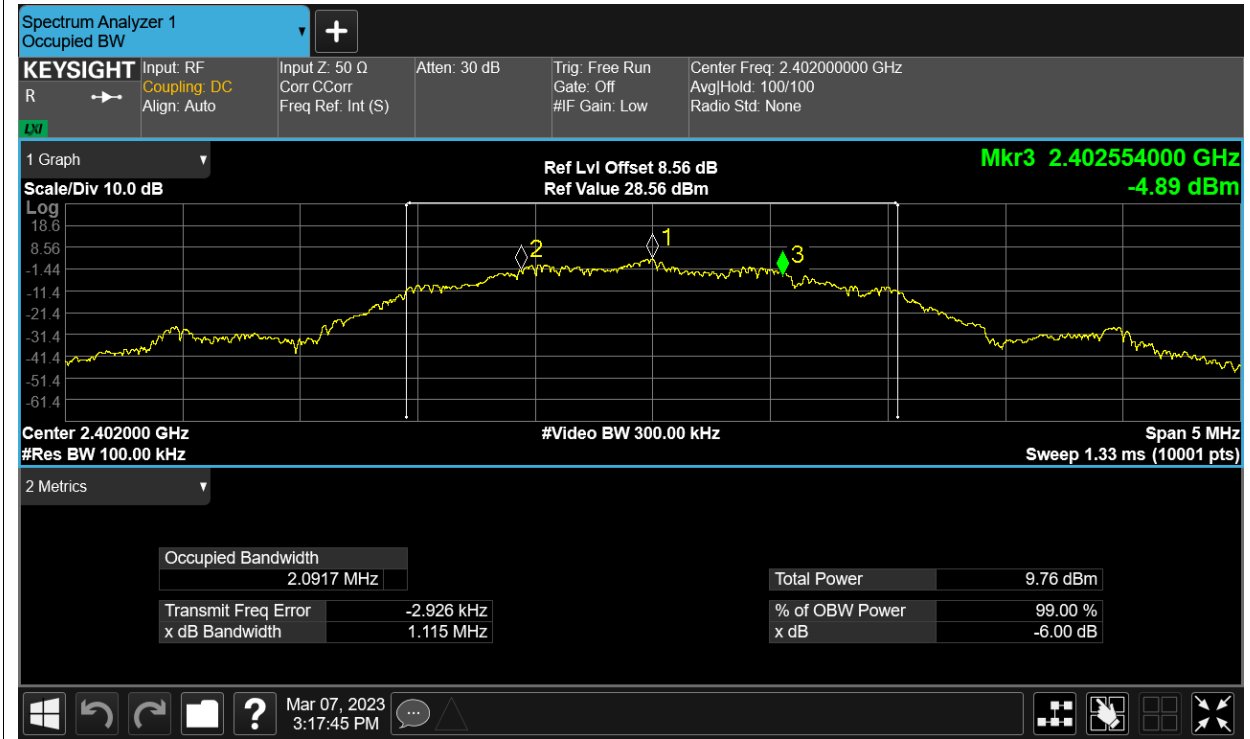 Spectrum Analyzer 1
Occupied BW
KEYSIGHT
R
LXI
Input: RF
Coupling: DC
Align: Auto
Input Z: 50 Ω
Corr CCorr
Freq Ref: Int (S)
Atten: 30 dB
Trig: Free Run
Gate: Off
#IF Gain: Low
Center Freq: 2.402000000 GHz
Avg|Hold: 100/100
Radio Std: None
1 Graph
Scale/Div 10.0 dB
Ref Lvl Offset 8.56 dB
Ref Value 28.56 dBm
Mkr3 2.402554000 GHz
-4.89 dBm
Log
18.6
8.56
-1.44
-11.4
-21.4
-31.4
-41.4
-51.4
-61.4
2
1
3
Center 2.402000 GHz
#Res BW 100.00 kHz
#Video BW 300.00 kHz
Span 5 MHz
Sweep 1.33 ms (10001 pts)
2 Metrics
Occupied Bandwidth
2.0917 MHz
Transmit Freq Error -2.926 kHz
x dB Bandwidth 1.115 MHz
Total Power 9.76 dBm
% of OBW Power 99.00 %
x dB -6.00 dB
?
Mar 07, 2023
3:17:45 PM